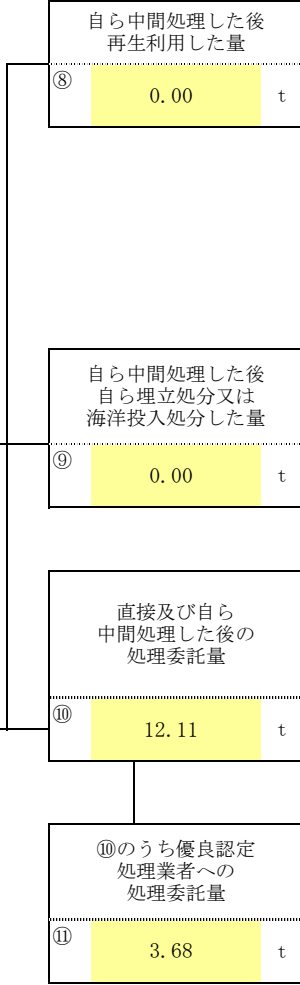 自ら中間処理した後
再生利用した量
⑧
0.00 t
自ら中間処理した後
自ら埋立処分又は
海洋投入処分した量
⑨
0.00 t
直接及び自ら
中間処理した後の
処理委託量
⑩
12.11 t
⑩のうち優良認定
処理業者への
処理委託量
⑪
3.68 t